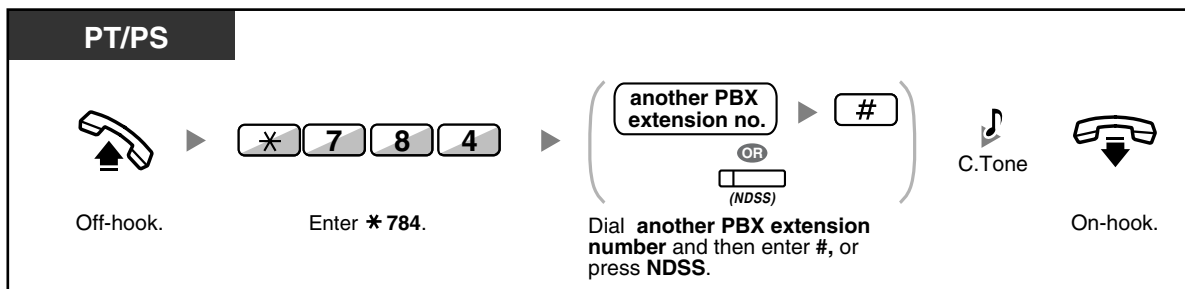 PT/PS
another PBX
extension no.
#
OR
(NDSS)
* 7 8 4
C.Tone
Off-hook.
Enter * 784.
Dial another PBX extension
number and then enter #, or
press NDSS.
On-hook.